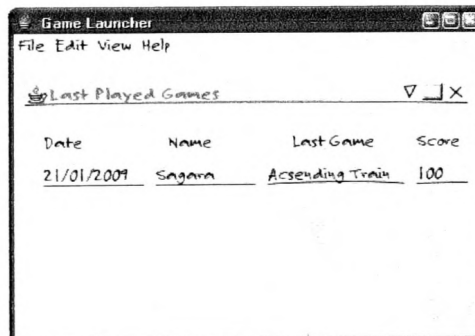 Game Launcher
File Edit View Help
Last Played Games
Date Name Last Game Score
21/01/2009 Sagara Acsending Train 100